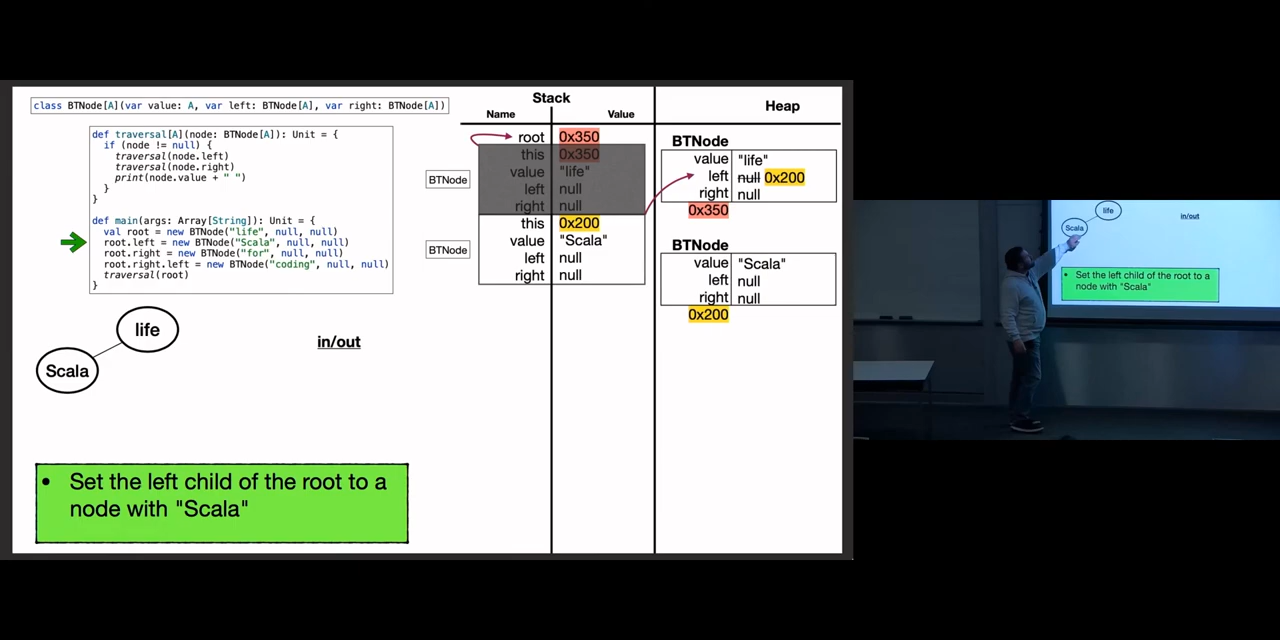 class BTNode[A](var value: A, var left: BTNode[A], var right: BTNode[A])
def traversal[A](node: BTNode[A]): Unit = {
if (node != null) {
traversal(node.left)
traversal(node.right)
print(node.value + " ")
}
}
def main(args: Array[String]): Unit = {
val root = new BTNode("life", null, null)
root.left = new BTNode("Scala", null, null)
root.right = new BTNode("for", null, null)
root.right.left = new BTNode("coding", null, null)
traversal(root)
}
life
Scala
in/out
• Set the left child of the root to a
node with "Scala"
Stack
Name Value
root 0x350
BTNode
this 0x350
value "life"
left null
right null
BTNode
this 0x200
value "Scala"
left null
right null
Heap
BTNode
value "life"
left null 0x200
right null
0x350
BTNode
value "Scala"
left null
right null
0x200
life
Scala
in/out
• Set the left child of the root to a
node with "Scala"